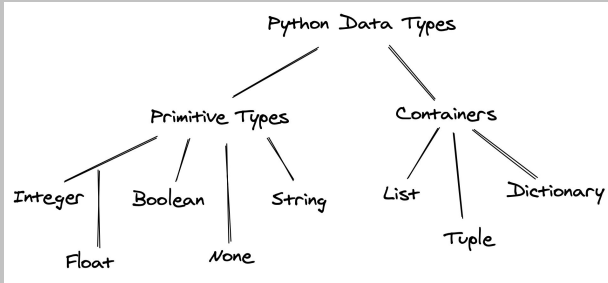 Python Data Types
Primitive Types
Containers
Integer
Boolean
String
List
Dictionary
Float
None
Tuple